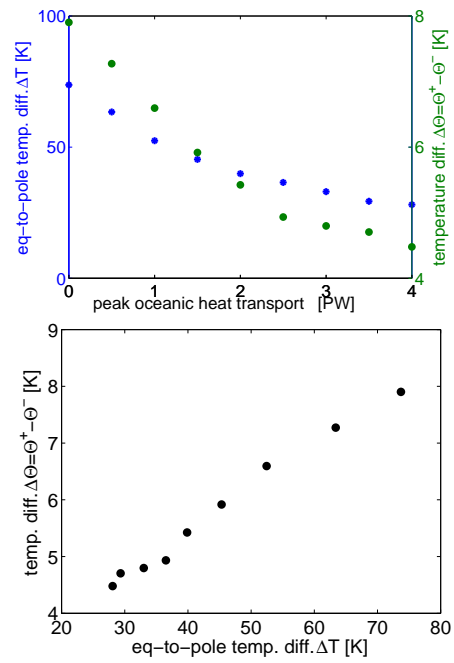 100
50
0
eq−to−pole temp. diff.ΔT [K]
8
6
4
temperature diff. ΔΘ=Θ⁺−Θ⁻ [K]
0 1 2 3 4
peak oceanic heat transport [PW]
9
8
7
6
5
4
temp. diff.ΔΘ=Θ⁺−Θ⁻ [K]
20 30 40 50 60 70 80
eq−to−pole temp. diff.ΔT [K]